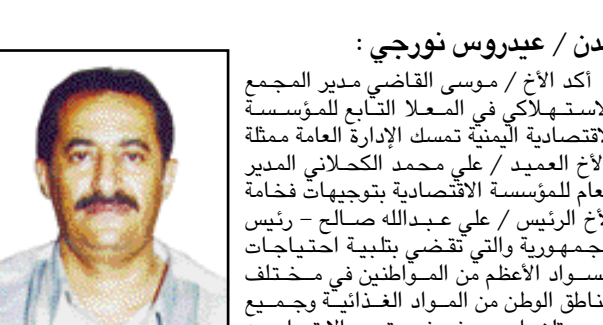 عدن / عيدروس نورجي :
أكد الأخ / موسى القاضي مدير المجمع
الاستهلاكي في المعلا التابع للمؤسسة
الاقتصادية اليمنية تمسك الإدارة العامة ممثلة
بالأخ العميد / علي محمد الكحلاني المدير
العام للمؤسسة الاقتصادية بتوجيهات فخامة
الأخ الرئيس / علي عبدالله صالح – رئيس
الجمهورية والتي تقضي بتلبية احتياجات
السواد الأعظم من المواطنين في مختلف
مناطق الوطن من المواد الغذائية وجميع